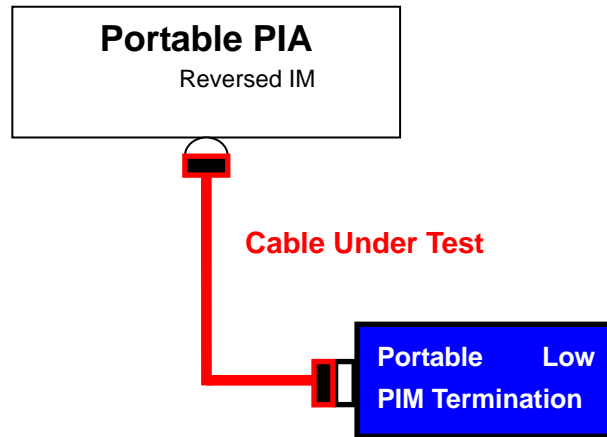 Portable PIA
Reversed IM
Cable Under Test
Portable Low
PIM Termination